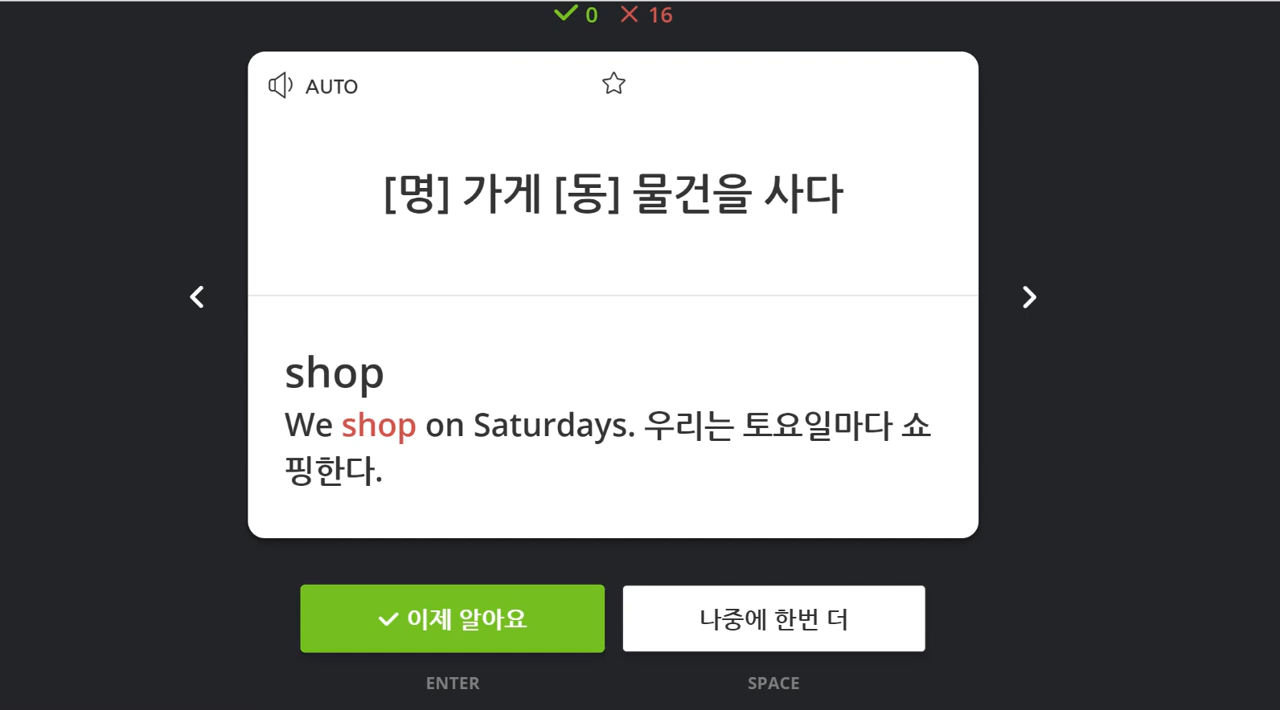 0 16
AUTO
[명] 가게 [동] 물건을 사다
shop
We shop on Saturdays. 우리는 토요일마다 쇼
핑한다.
이제 알아요 나중에 한번 더
ENTER SPACE